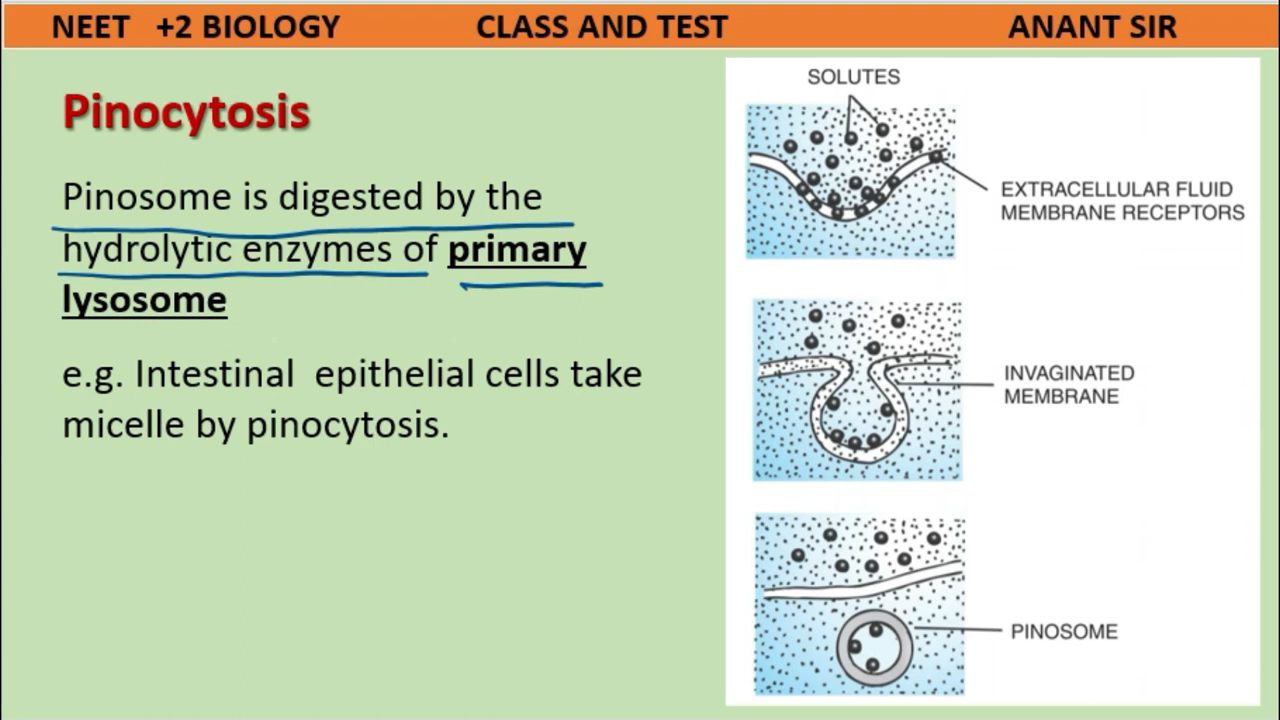 NEET +2 BIOLOGY CLASS AND TEST ANANT SIR
Pinocytosis
Pinosome is digested by the
hydrolytic enzymes of primary
lysosome
e.g. Intestinal epithelial cells take
micelle by pinocytosis.
SOLUTES
EXTRACELLULAR FLUID
MEMBRANE RECEPTORS
INVAGINATED
MEMBRANE
PINOSOME